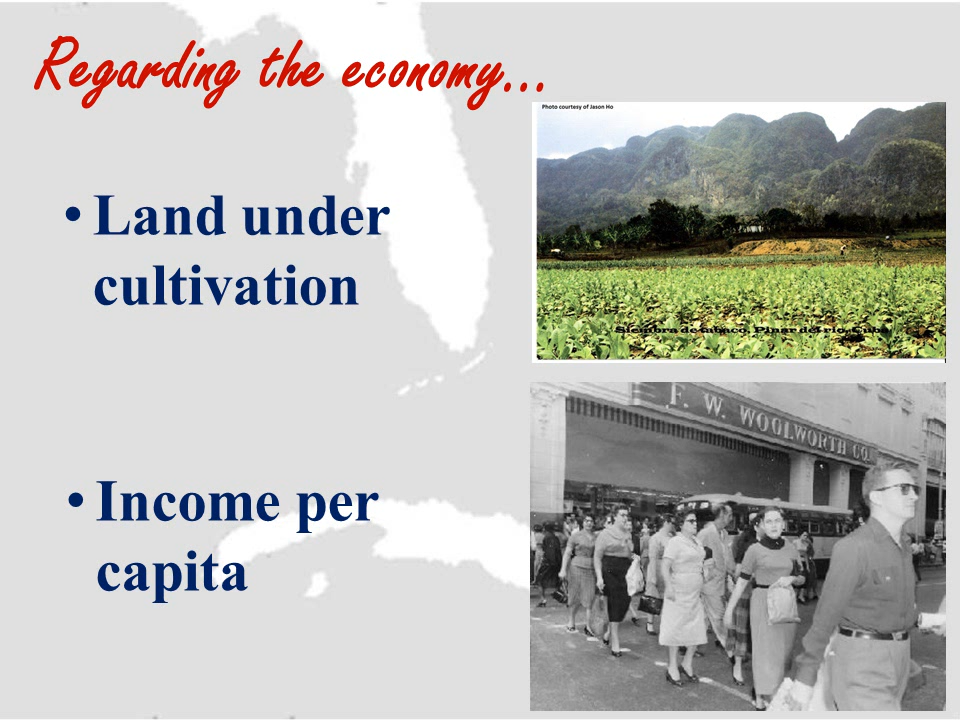 Regarding the economy...
Photo courtesy of Jason Ho
• Land under
cultivation
Siembra de tabaco. Pinar del rio. Cuba
F. W. WOOLWORTH CO.
• Income per
capita